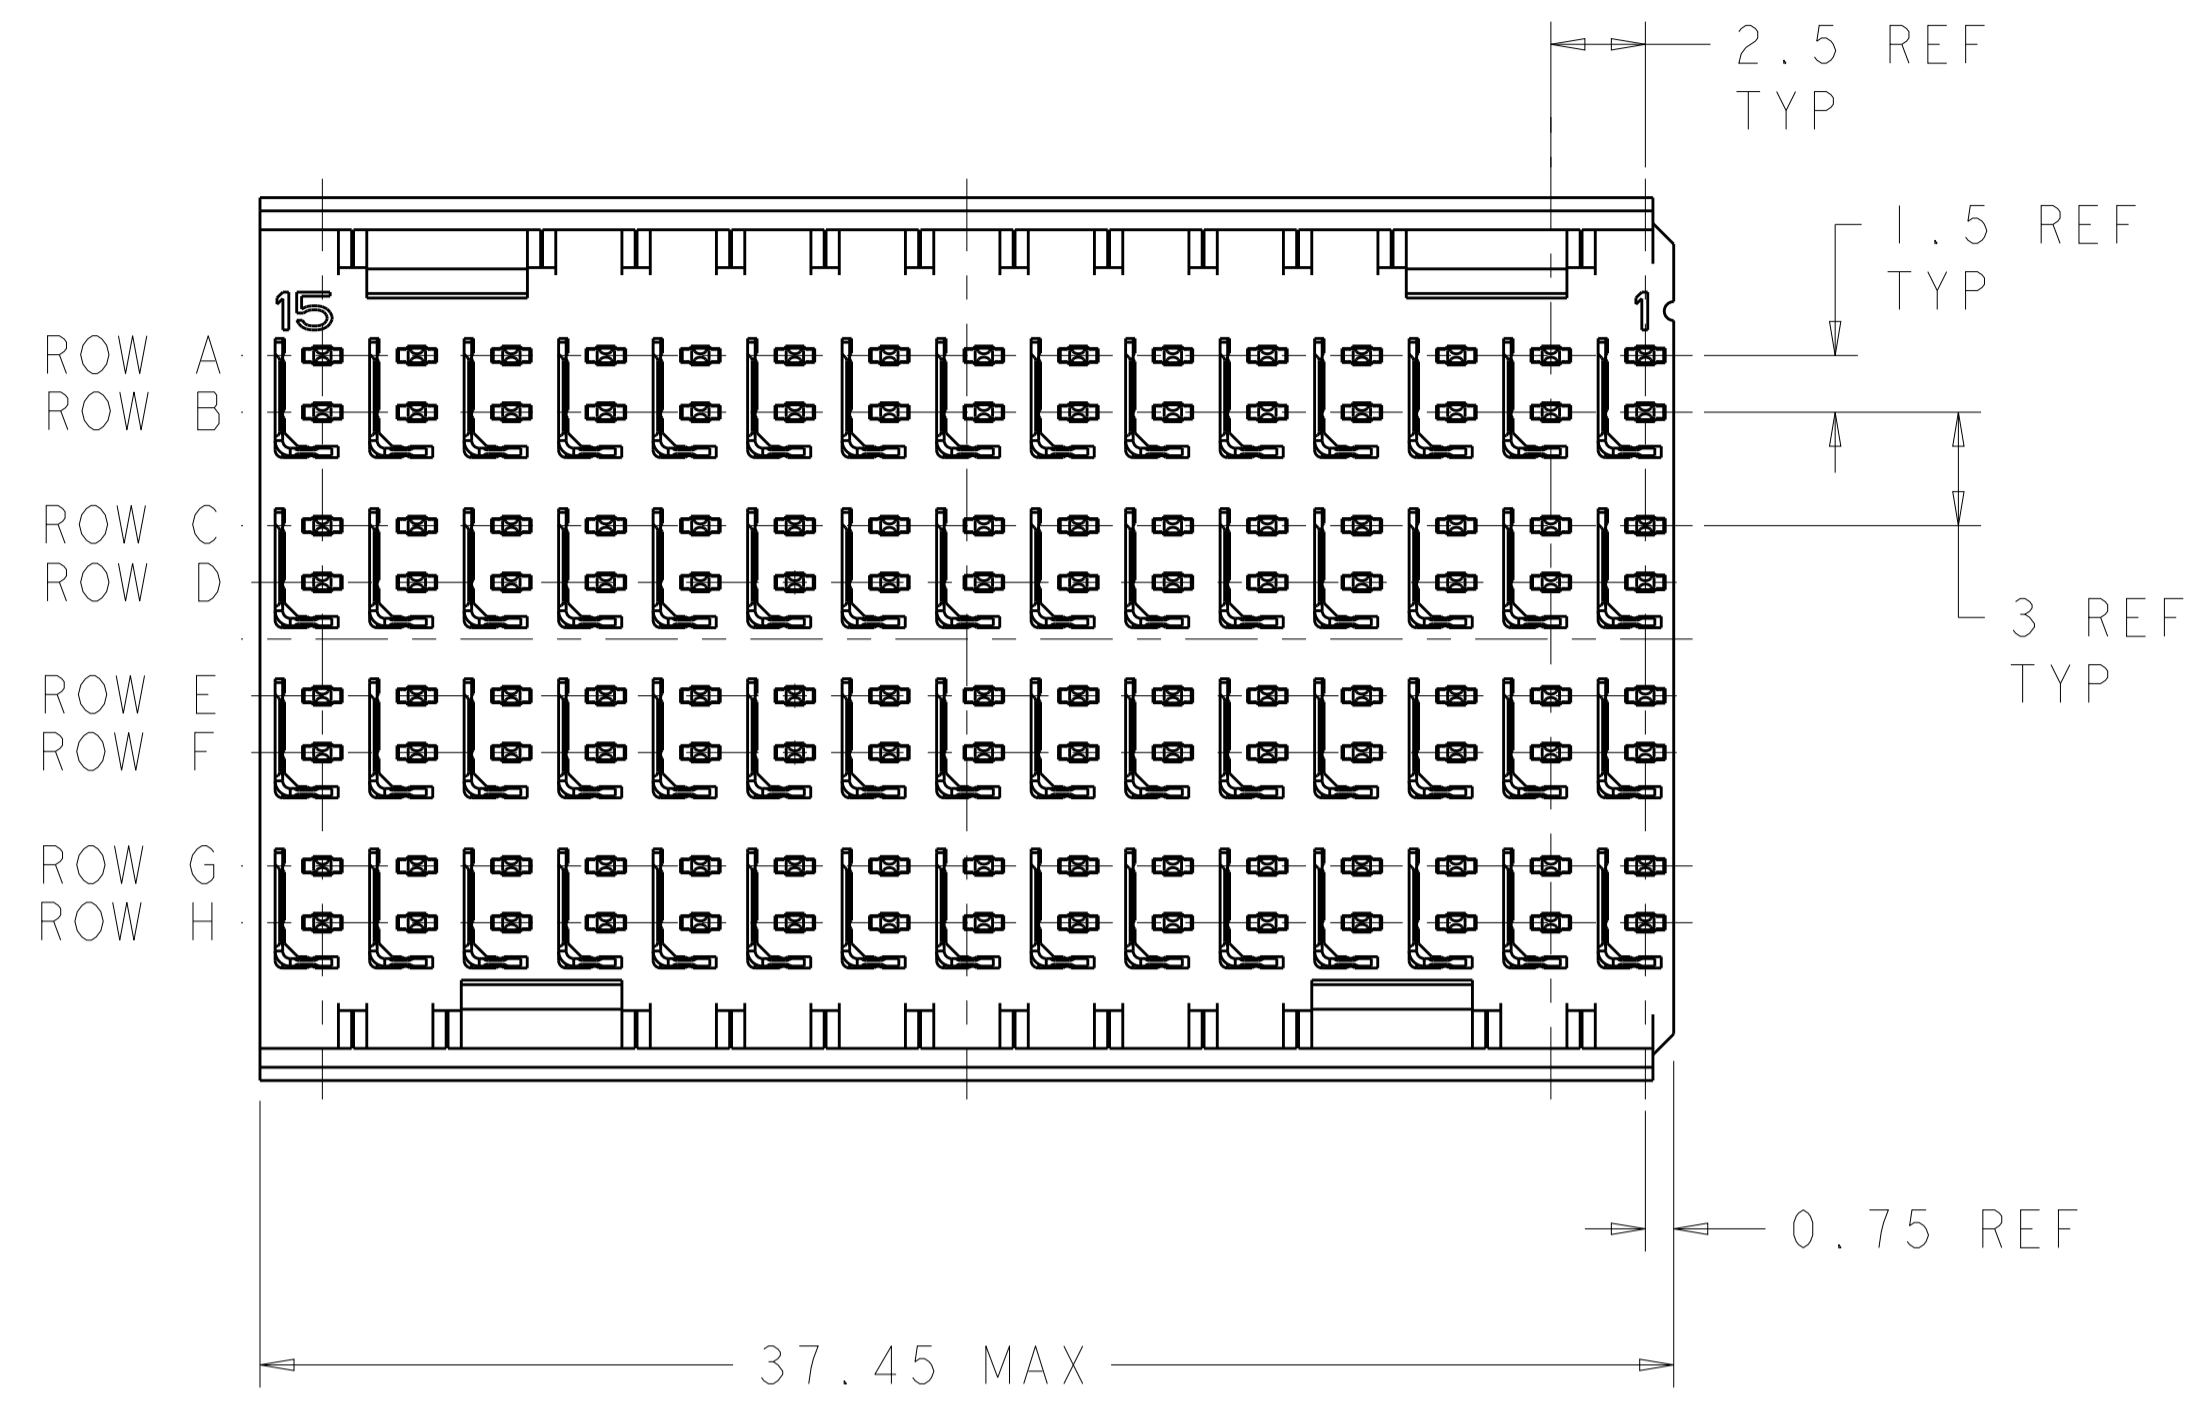 2.5 REF
TYP
1.5 REF
TYP
15
1
ROW A
ROW B
ROW C
ROW D
3 REF
TYP
ROW E
ROW F
ROW G
ROW H
0.75 REF
37.45 MAX